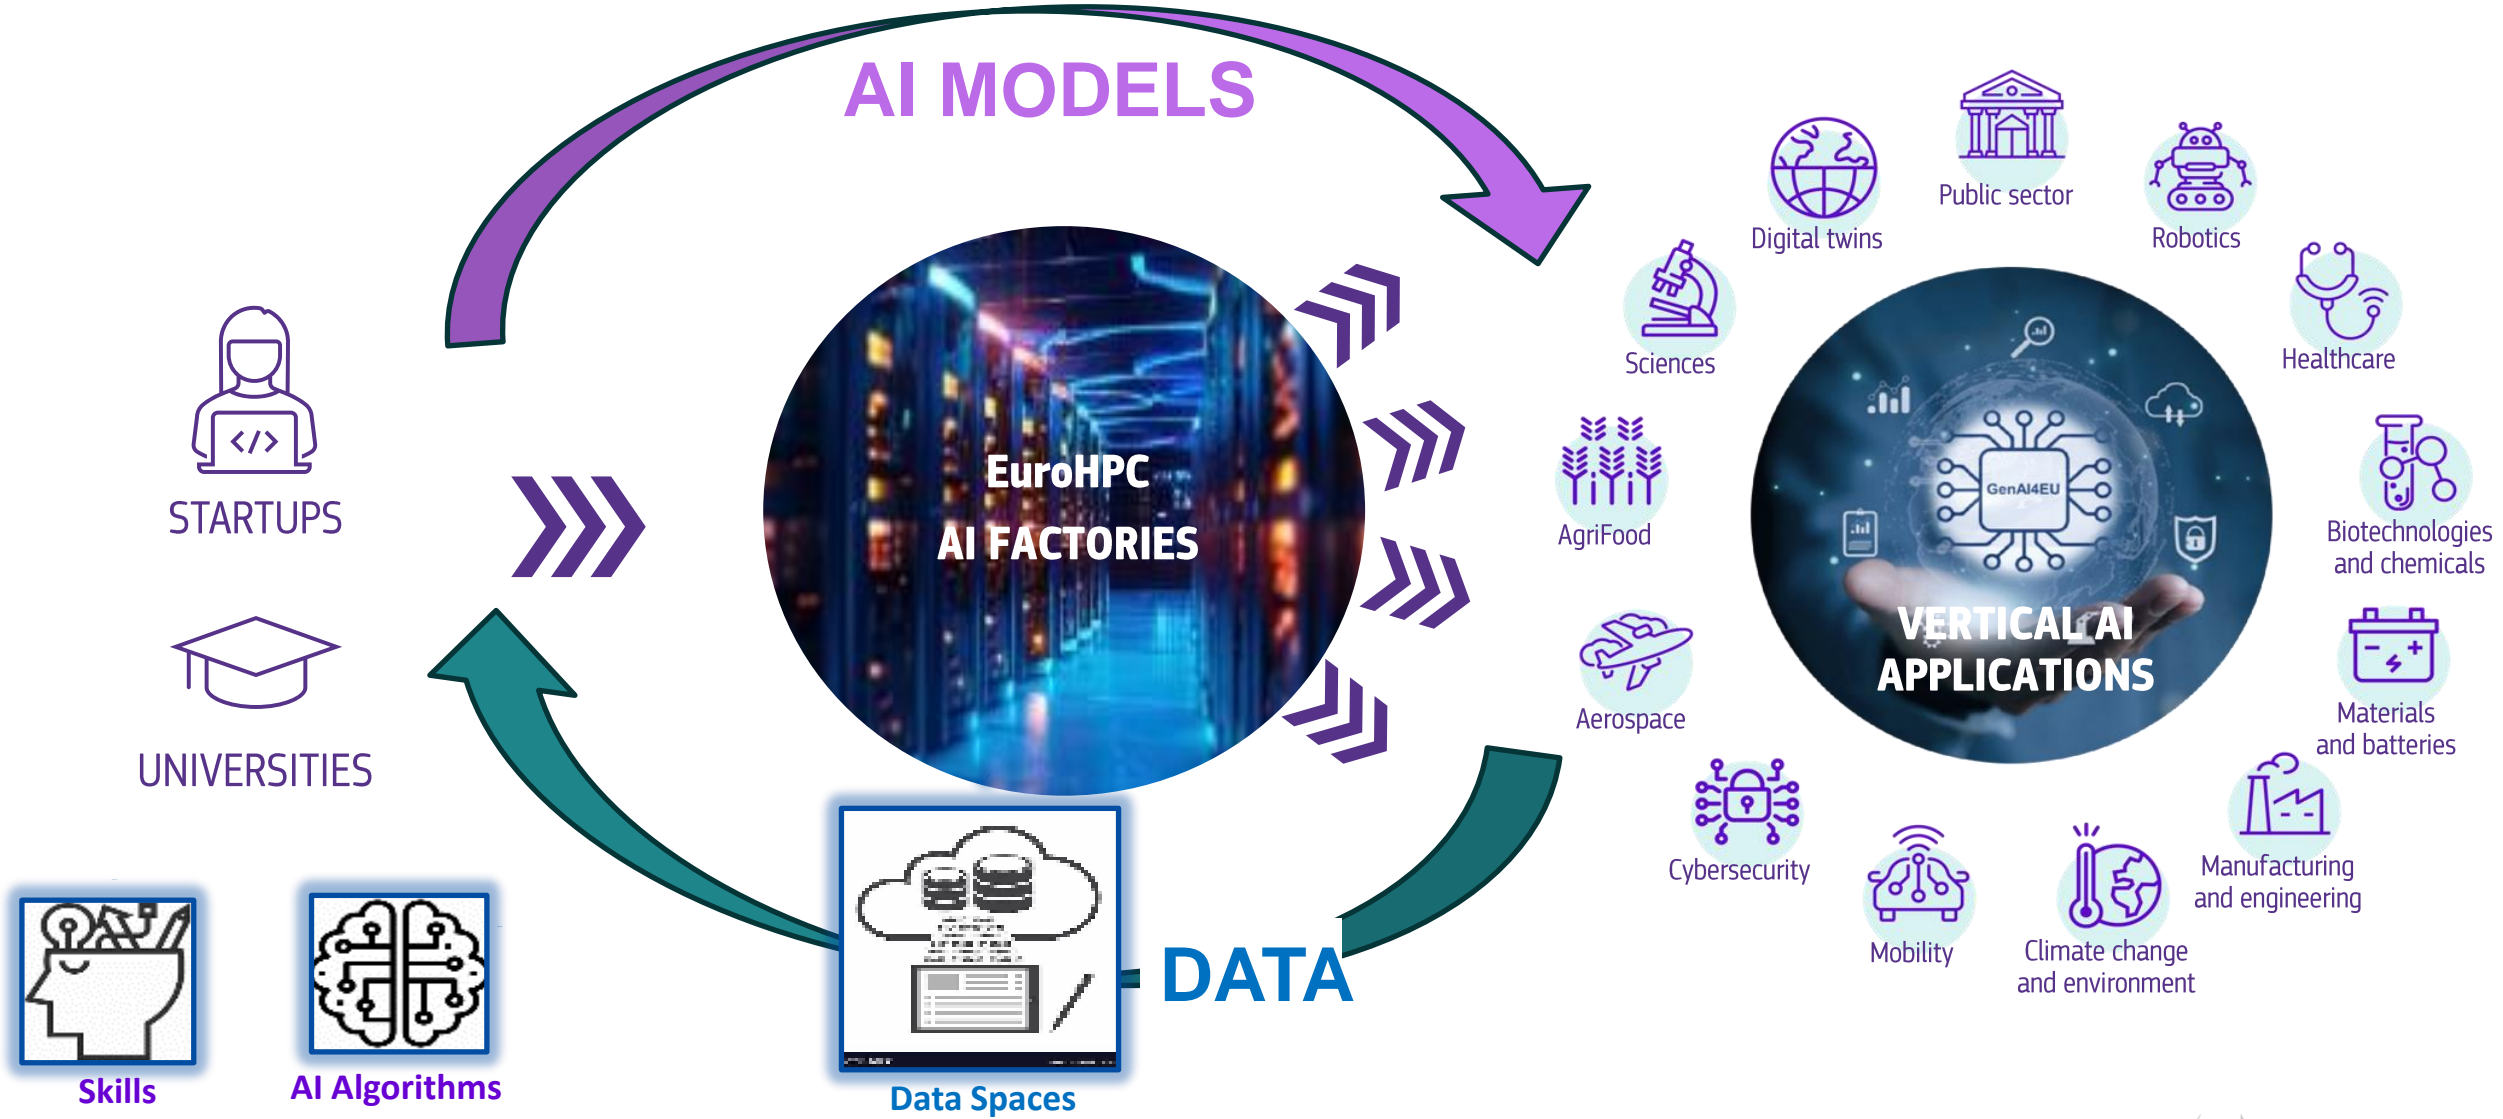 AI MODELS
Public sector
Digital twins
Robotics
Sciences
Healthcare
STARTUPS
EuroHPC
AI FACTORIES
GenAI4EU
AgriFood
Biotechnologies
and chemicals
VERTICAL AI
APPLICATIONS
Aerospace
Materials
and batteries
UNIVERSITIES
Cybersecurity
Manufacturing
and engineering
Mobility
Climate change
and environment
DATA
Skills
AI Algorithms
Data Spaces